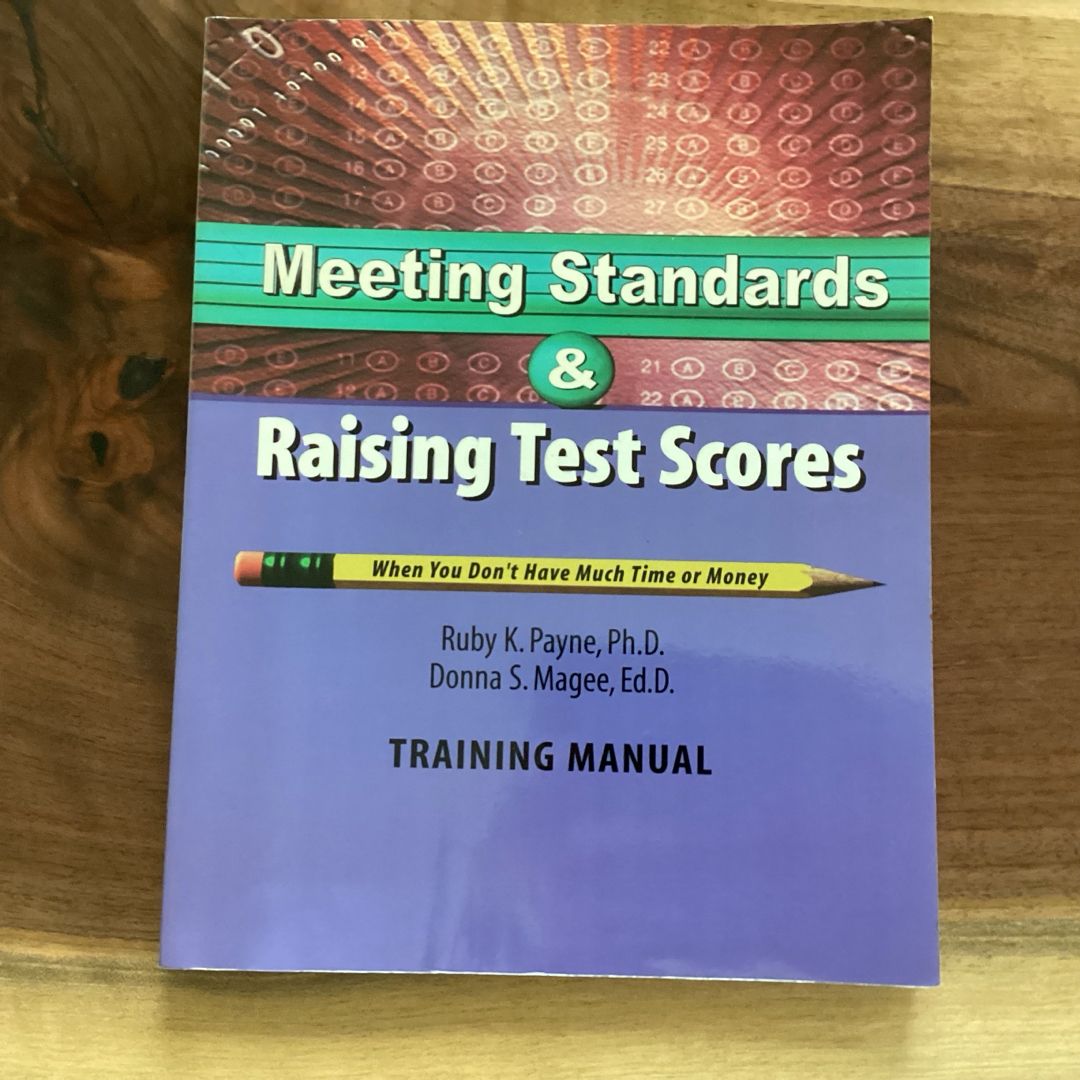 Meeting Standards
&
Raising Test Scores
When You Don't Have Much Time or Money
Ruby K. Payne, Ph.D.
Donna S. Magee, Ed.D.
TRAINING MANUAL